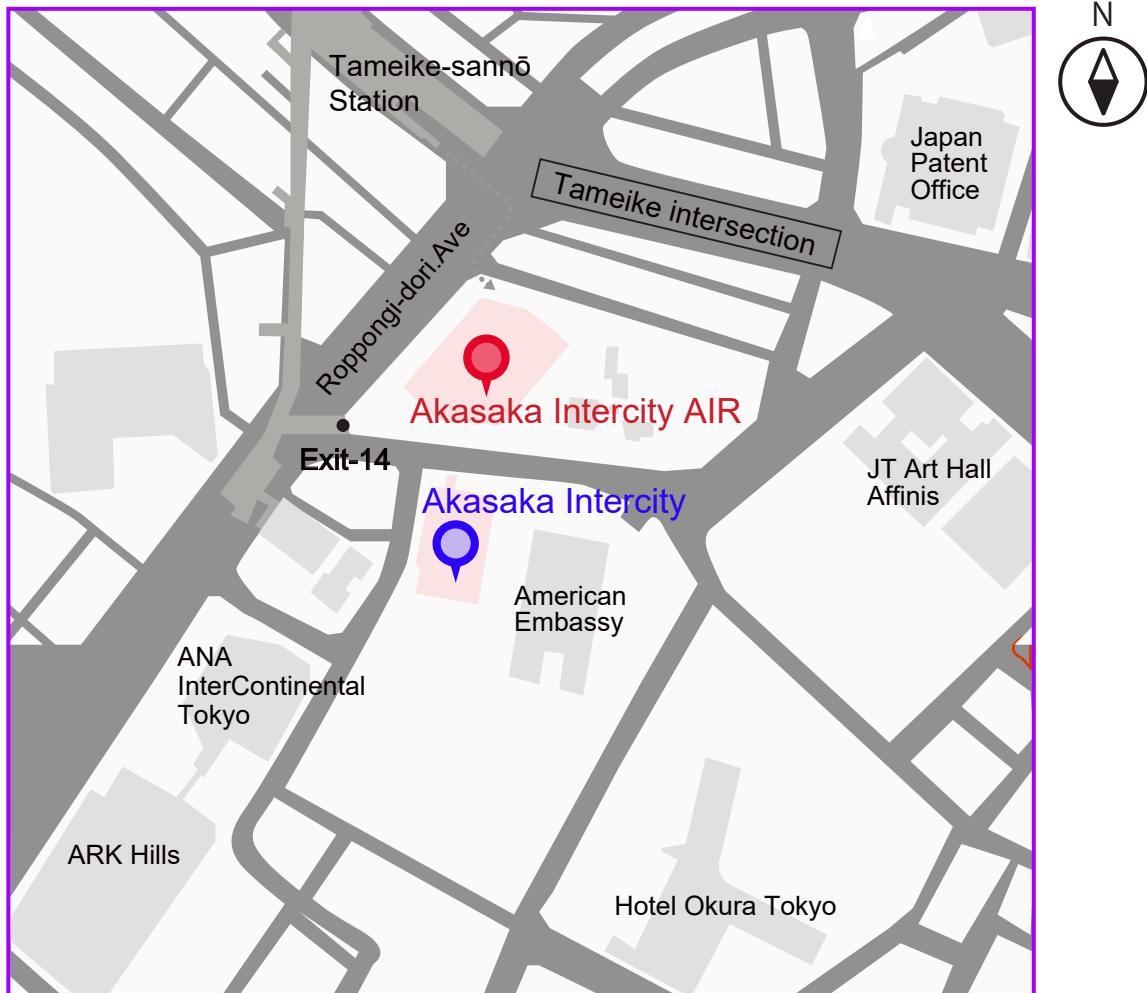 N
Tameike-sannō
Station
Japan
Patent
Office
Tameike intersection
Roppongi-dori.Ave
Akasaka Intercity AIR
Exit-14
JT Art Hall
Affinis
Akasaka Intercity
American
Embassy
ANA
InterContinental
Tokyo
ARK Hills
Hotel Okura Tokyo